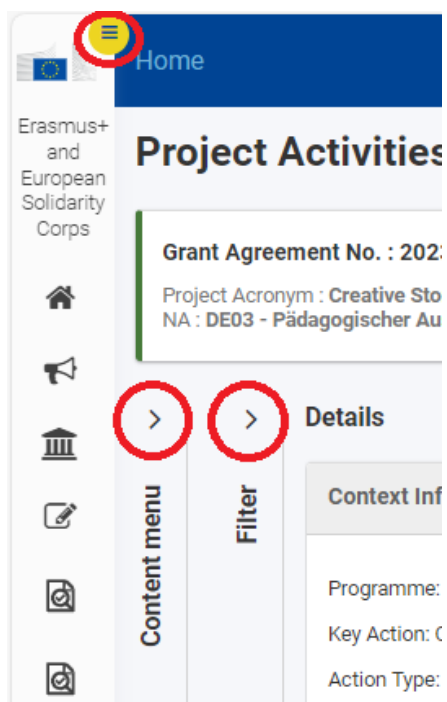 Home
Erasmus+
and
European
Solidarity
Corps
Project Activities
Grant Agreement No. : 202
Project Acronym : Creative Sto
NA : DE03 - Pädagogischer Au
Content menu
Filter
Details
Context Inf
Programme:
Key Action:
Action Type: